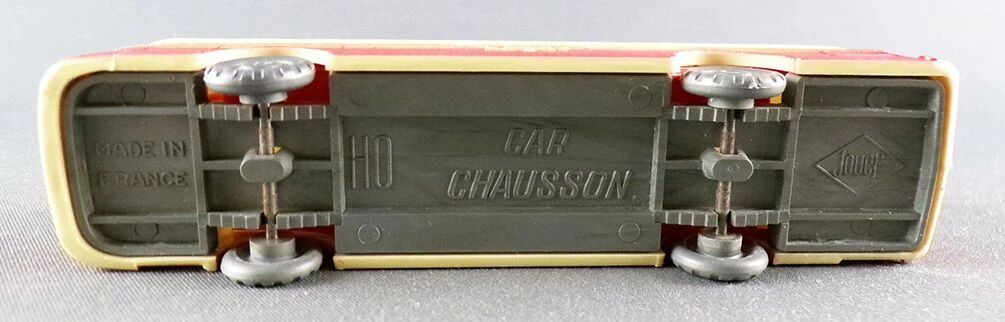 MADE IN
FRANCE
HO
CAR
CHAUSSON
Jouef